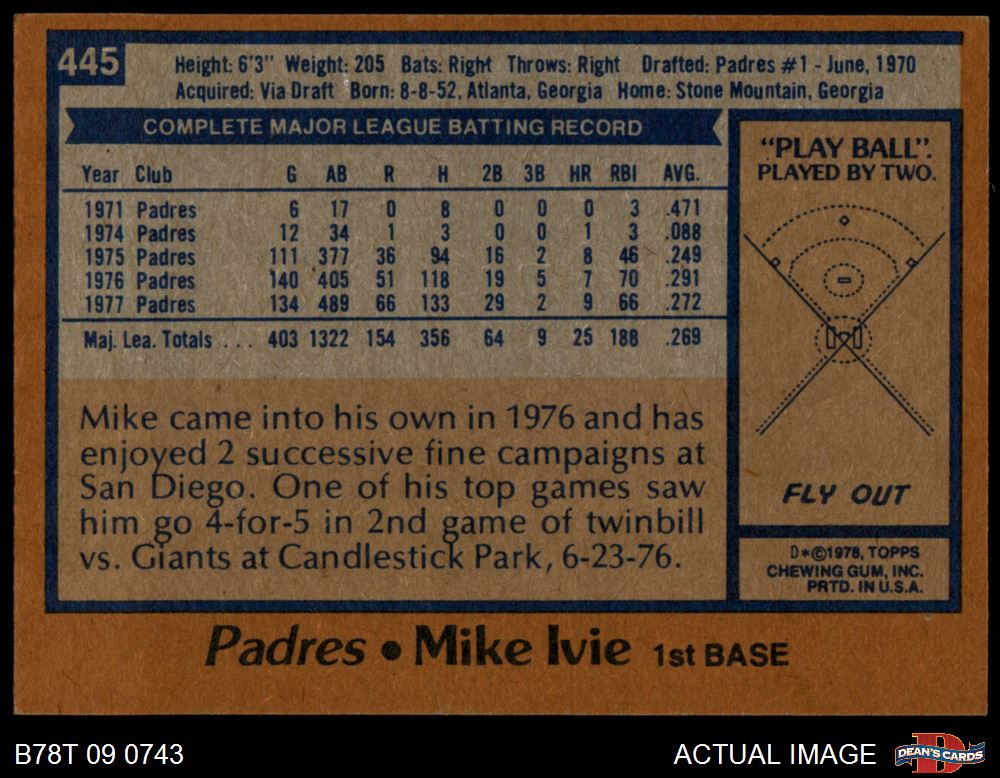 445
Height: 6'3" Weight: 205 Bats: Right Throws: Right Drafted: Padres #1 - June, 1970
Acquired: Via Draft Born: 8-8-52, Atlanta, Georgia Home: Stone Mountain, Georgia
COMPLETE MAJOR LEAGUE BATTING RECORD
Year Club G AB R H 2B 3B HR RBI AVG.
1971 Padres 6 17 0 8 0 0 0 3 .471
1974 Padres 12 34 1 3 0 0 1 3 .088
1975 Padres 111 377 36 94 16 2 8 46 .249
1976 Padres 140 405 51 118 19 5 7 70 .291
1977 Padres 134 489 66 133 29 2 9 66 .272
Maj. Lea. Totals . . . 403 1322 154 356 64 9 25 188 .269
Mike came into his own in 1976 and has
enjoyed 2 successive fine campaigns at
San Diego. One of his top games saw
him go 4-for-5 in 2nd game of twinbill
vs. Giants at Candlestick Park, 6-23-76.
"PLAY BALL".
PLAYED BY TWO.
FLY OUT
D*©1978, TOPPS
CHEWING GUM, INC.
PRTD. IN U.S.A.
Padres • Mike Ivie 1st BASE
B78T 09 0743
ACTUAL IMAGE
DEAN'S CARDS